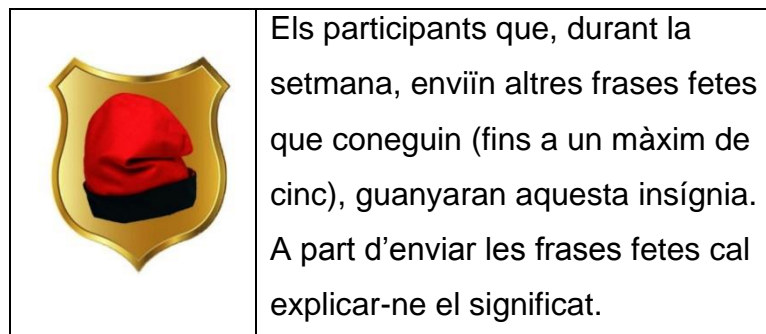 Els participants que, durant la
setmana, enviïn altres frases fetes
que coneguin (fins a un màxim de
cinc), guanyaran aquesta insígnia.
A part d’enviar les frases fetes cal
explicar-ne el significat.